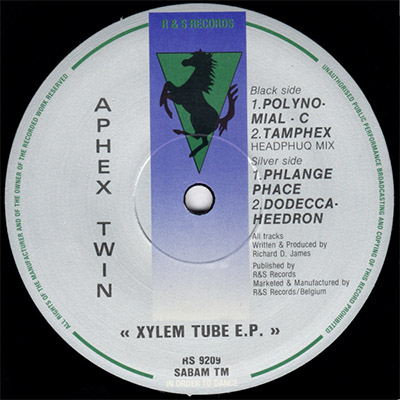 R & S RECORDS
APHEX TWIN
Black side
1.POLYNO-
MIAL - C
2.TAMPHEX
HEADPHUQ MIX
Silver side
1.PHLANGE
PHACE
2.DODECCA-
HEEDRON
All tracks
Written & Produced by
Richard D. James
Published by
R&S Records
Marketed & Manufactured by
R&S Records/Belgium
« XYLEM TUBE E.P. »
RS 9209
SABAM TM
IN ORDER TO DANCE
ALL RIGHTS OF THE MANUFACTURER AND OF THE OWNER OF THE RECORDED WORK RESERVED
UNAUTHORISED PUBLIC PERFORMANCE BROADCASTING AND COPYING OF THIS RECORD PROHIBITED